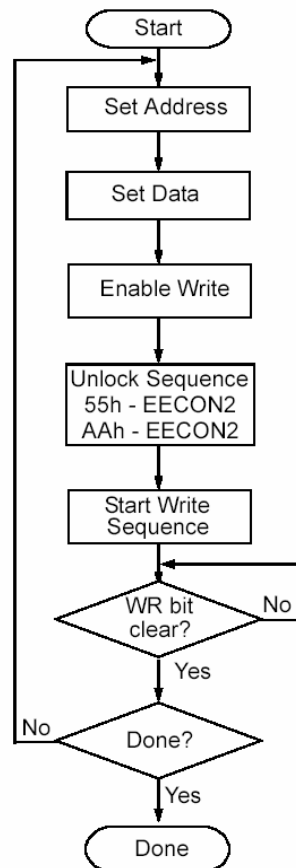 Start
Set Address
Set Data
Enable Write
Unlock Sequence
55h - EECON2
AAh - EECON2
Start Write
Sequence
WR bit
clear?
No
Yes
No
Done?
Yes
Done